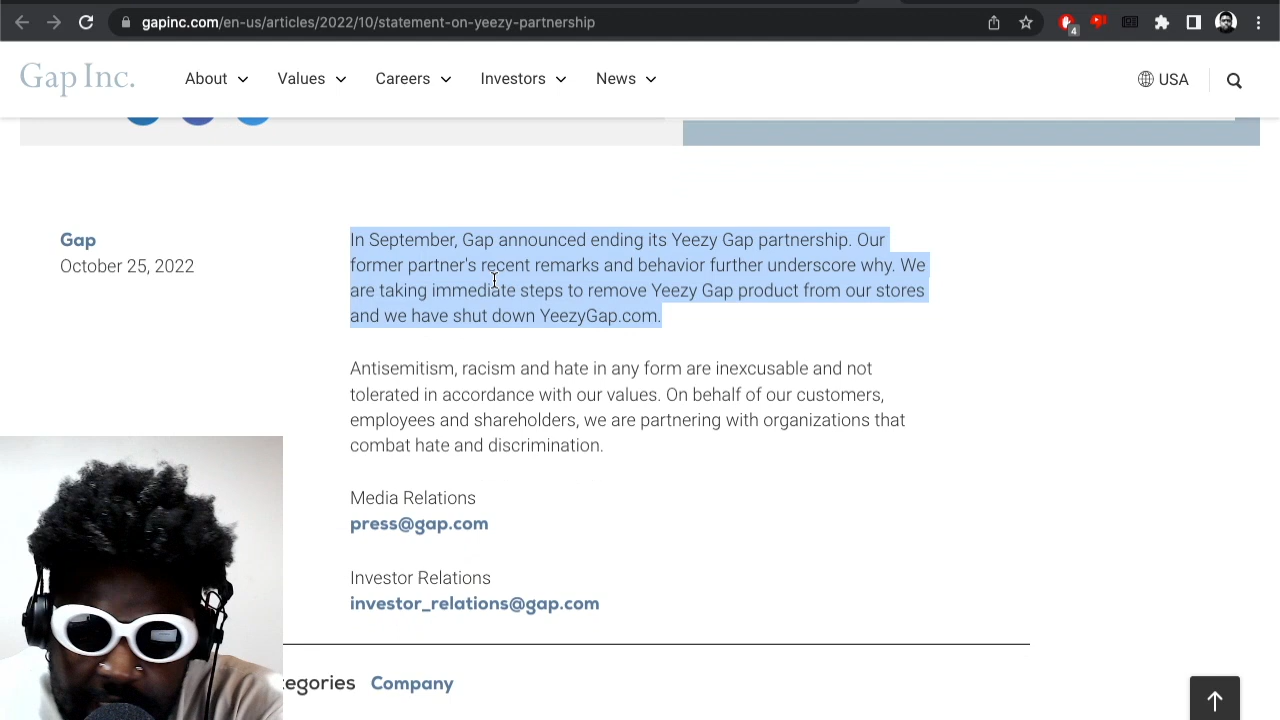 gapinc.com/en-us/articles/2022/10/statement-on-yeezy-partnership
4
Gap Inc.
About Values Careers Investors News
USA
Gap
October 25, 2022
In September, Gap announced ending its Yeezy Gap partnership. Our
former partner's recent remarks and behavior further underscore why. We
are taking immediate steps to remove Yeezy Gap product from our stores
and we have shut down YeezyGap.com.
Antisemitism, racism and hate in any form are inexcusable and not
tolerated in accordance with our values. On behalf of our customers,
employees and shareholders, we are partnering with organizations that
combat hate and discrimination.
Media Relations
press@gap.com
Investor Relations
investor_relations@gap.com
egories Company